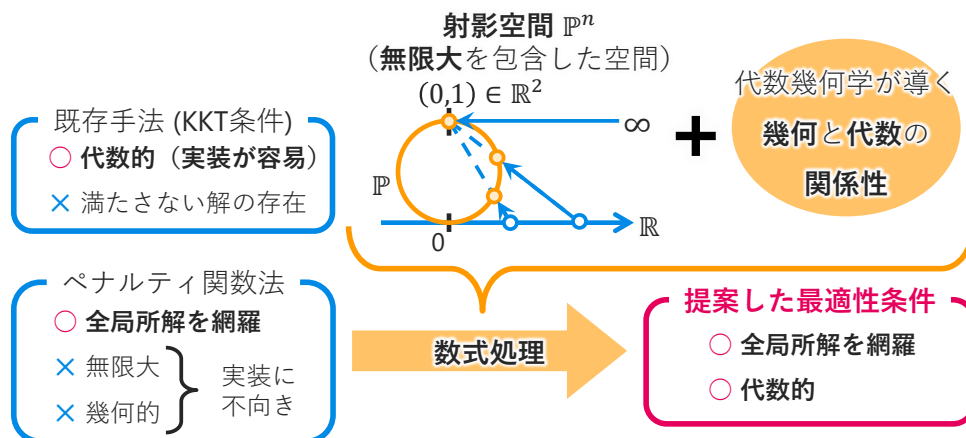 射影空間 ℙⁿ
（無限大を包含した空間）
(0,1) ∈ ℝ²
∞
ℙ
ℝ
0
+
代数幾何学が導く
幾何と代数の
関係性
既存手法 (KKT条件)
○ 代数的（実装が容易）
× 満たさない解の存在
ペナルティ関数法
○ 全局所解を網羅
× 無限大
× 幾何的
実装に
不向き
数式処理
提案した最適性条件
○ 全局所解を網羅
○ 代数的